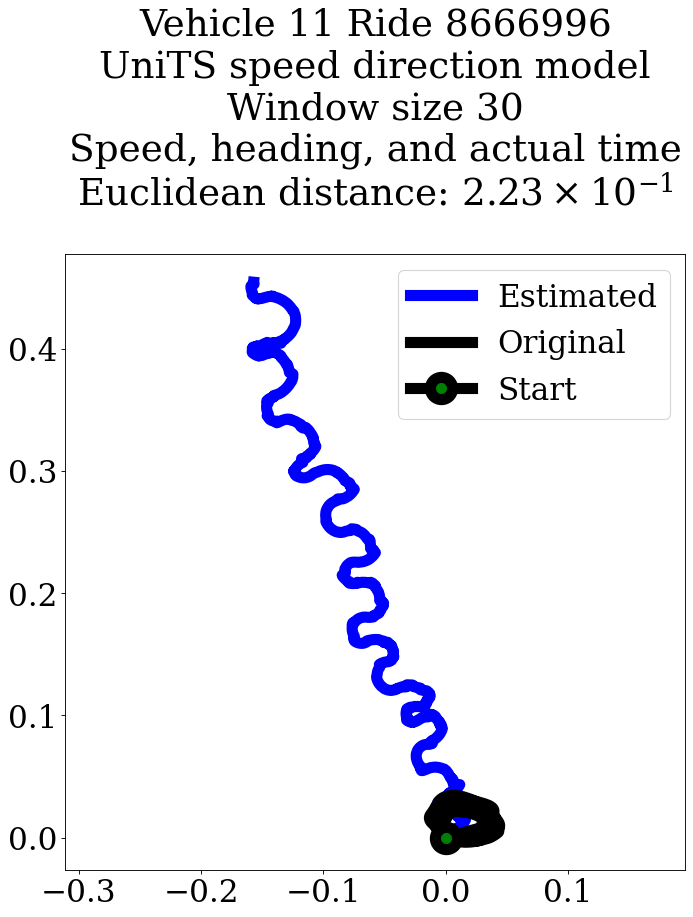 Vehicle 11 Ride 8666996
UniTS speed direction model
Window size 30
Speed, heading, and actual time
Euclidean distance: 2.23 × 10⁻¹
Estimated
Original
Start
0.4
0.3
0.2
0.1
0.0
−0.3 −0.2 −0.1 0.0 0.1